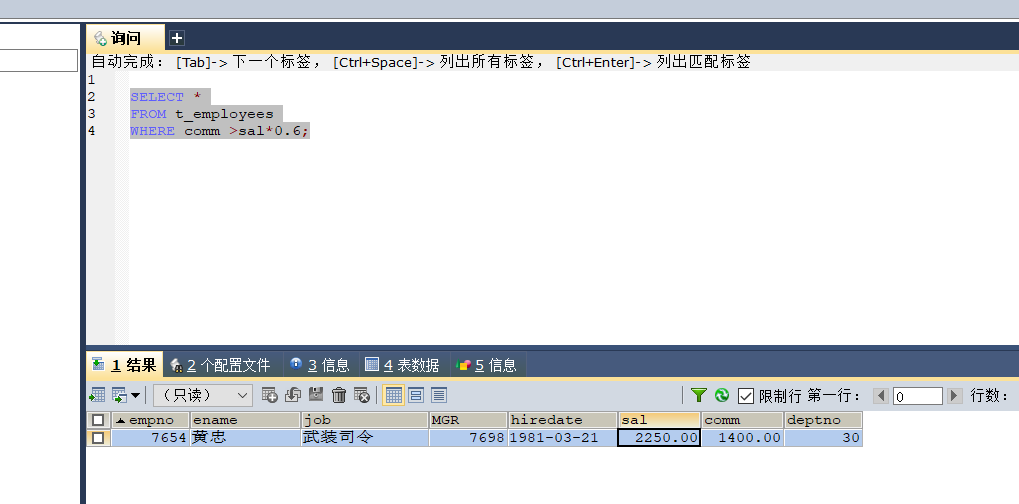 询问
自动完成： [Tab]-> 下一个标签， [Ctrl+Space]-> 列出所有标签， [Ctrl+Enter]-> 列出匹配标签
1
2 SELECT *
3 FROM t_employees
4 WHERE comm >sal*0.6;
1 结果 2 个配置文件 3 信息 4 表数据 5 信息
（只读） 限制行 第一行： 0 行数：
empno ename job MGR hiredate sal comm deptno
7654 黄忠 武装司令 7698 1981-03-21 2250.00 1400.00 30